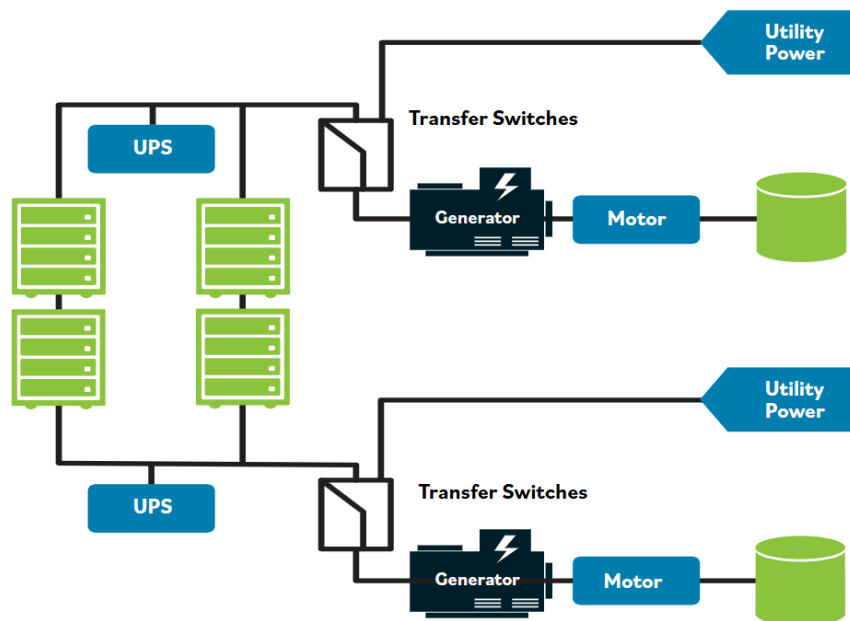 Utility
Power
Transfer Switches
UPS
Generator
Motor
Utility
Power
Transfer Switches
UPS
Generator
Motor